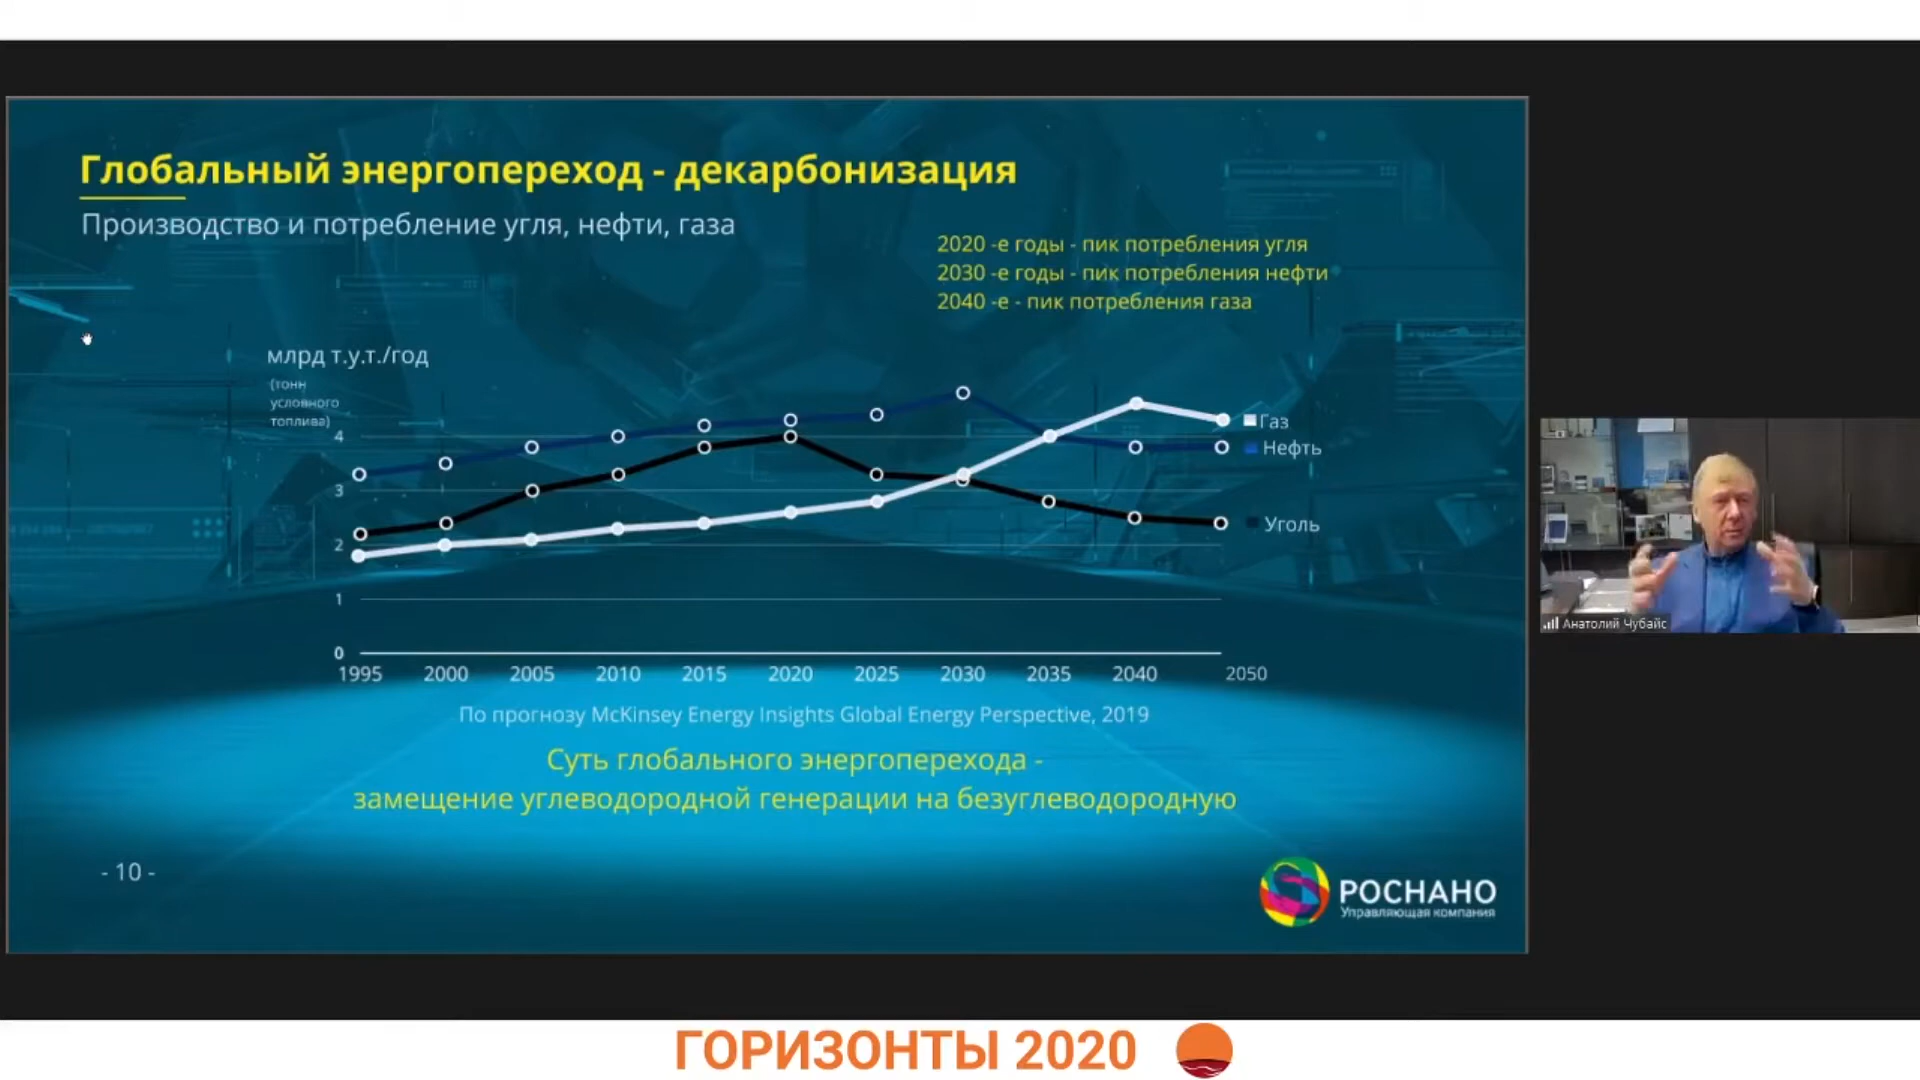 Глобальный энергопереход - декарбонизация
Производство и потребление угля, нефти, газа
2020 -е годы - пик потребления угля
2030 -е годы - пик потребления нефти
2040 -е - пик потребления газа
млрд т.у.т./год
(тонн
условного
топлива)
4
3
2
1
0
Газ
Нефть
Уголь
1995 2000 2005 2010 2015 2020 2025 2030 2035 2040 2050
По прогнозу McKinsey Energy Insights Global Energy Perspective, 2019
Суть глобального энергоперехода -
замещение углеводородной генерации на безуглеводородную
- 10 -
РОСНАНО
Управляющая компания
Анатолий Чубайс
ГОРИЗОНТЫ 2020